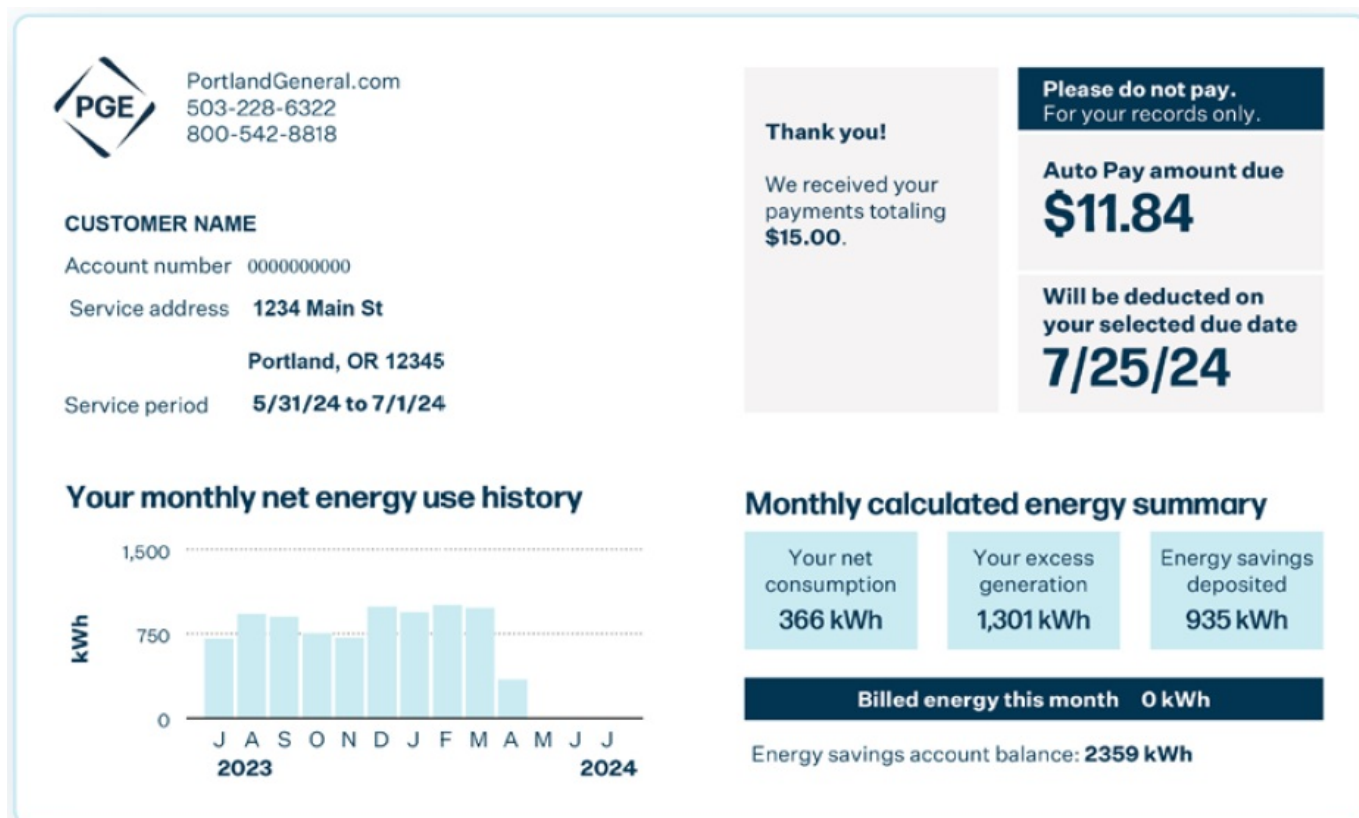 PGE
PortlandGeneral.com
503-228-6322
800-542-8818
CUSTOMER NAME
Account number 0000000000
Service address 1234 Main St
Portland, OR 12345
Service period 5/31/24 to 7/1/24
Thank you!
We received your
payments totaling
$15.00.
Please do not pay.
For your records only.
Auto Pay amount due
$11.84
Will be deducted on
your selected due date
7/25/24
Your monthly net energy use history
kWh
1,500
750
0
J A S O N D J F M A M J J
2023 2024
Monthly calculated energy summary
Your net
consumption
366 kWh
Your excess
generation
1,301 kWh
Energy savings
deposited
935 kWh
Billed energy this month 0 kWh
Energy savings account balance: 2359 kWh